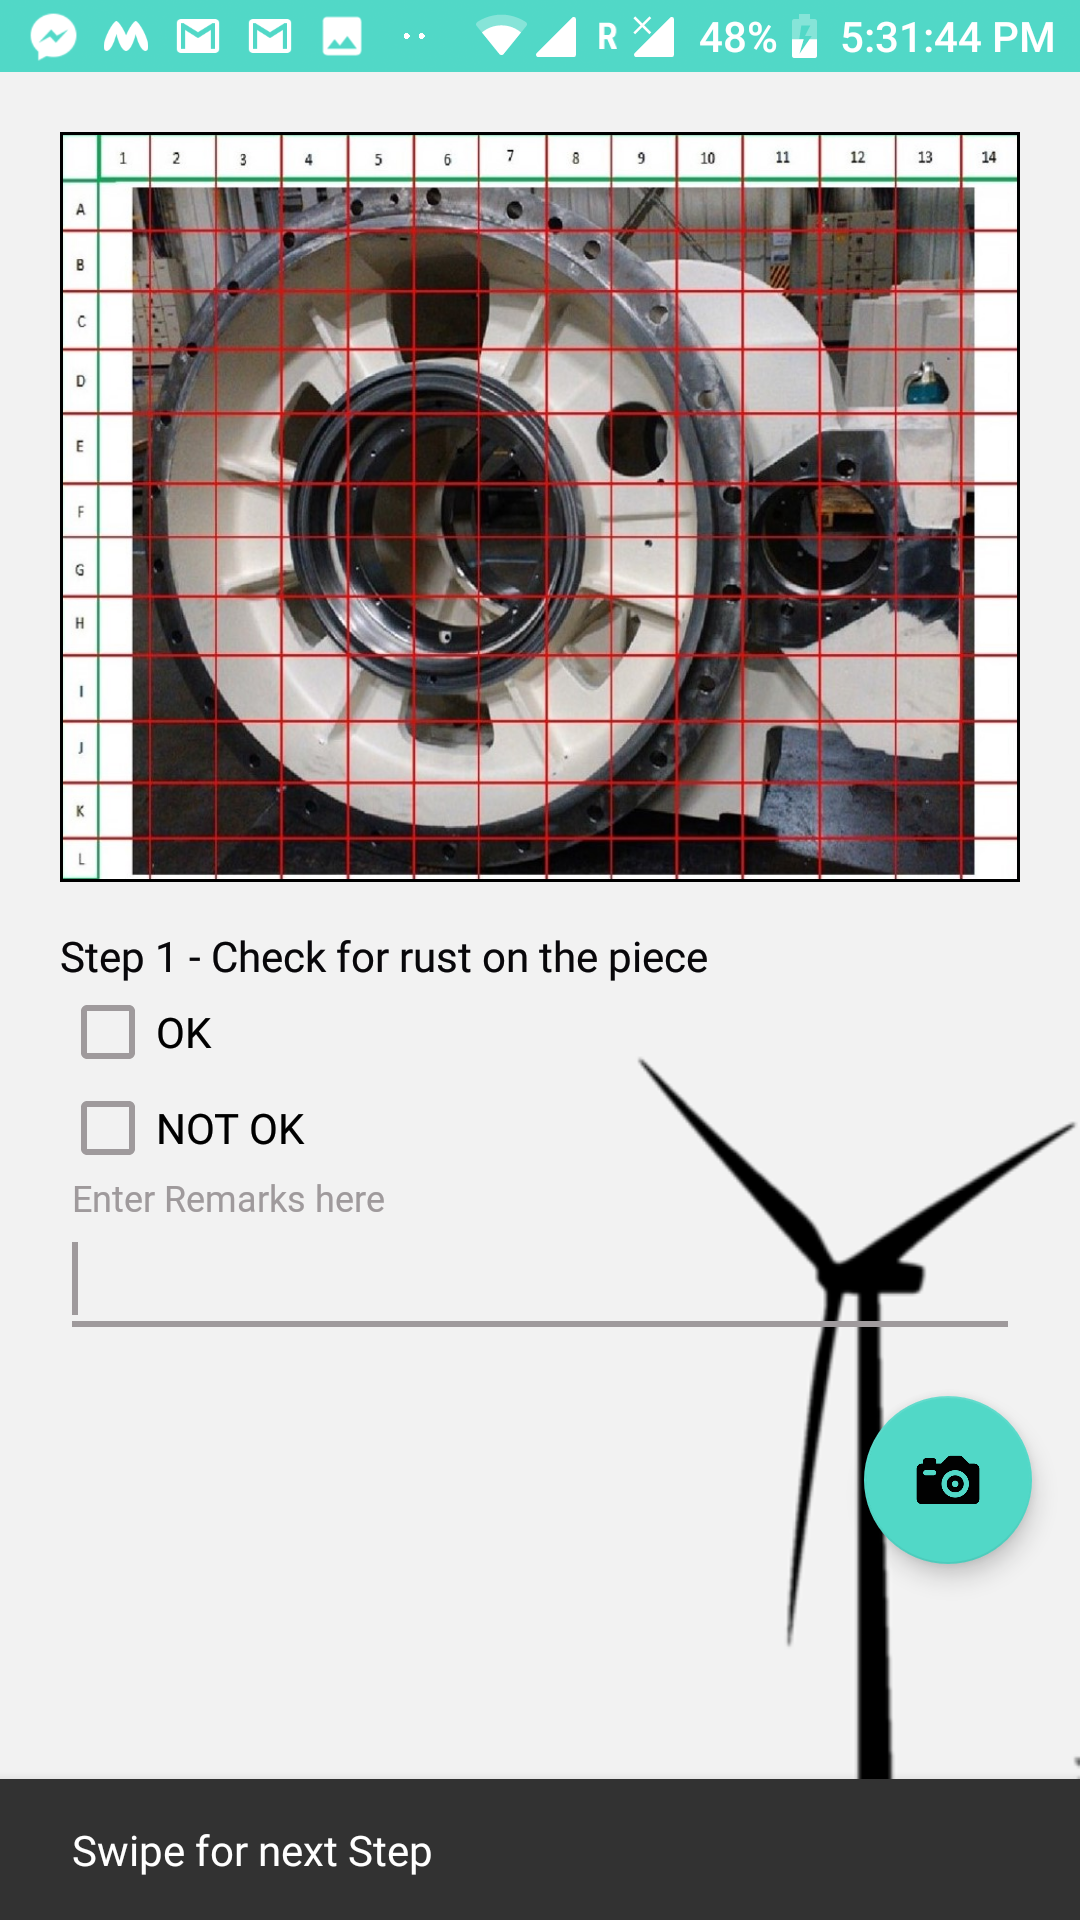 R 48% 5:31:44 PM
1 2 3 4 5 6 7 8 9 10 11 12 13 14
A
B
C
D
E
F
G
H
I
J
K
L
Step 1 - Check for rust on the piece
OK
NOT OK
Enter Remarks here
Swipe for next Step